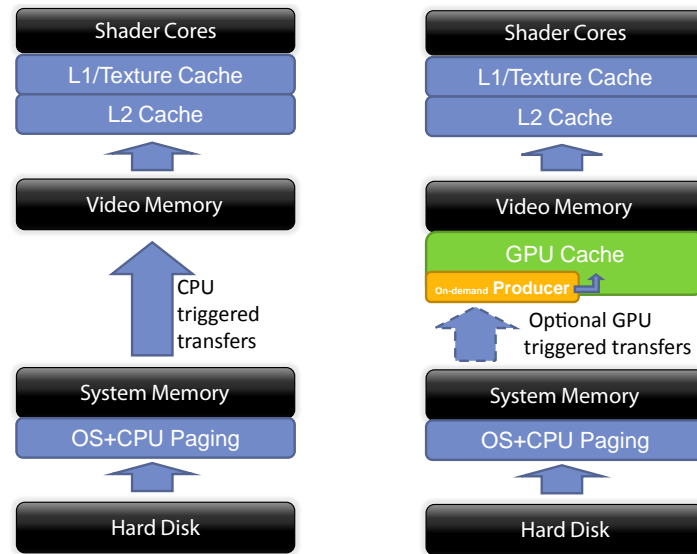 Shader Cores
L1/Texture Cache
L2 Cache
Video Memory
CPU
triggered
transfers
System Memory
OS+CPU Paging
Hard Disk
Shader Cores
L1/Texture Cache
L2 Cache
Video Memory
GPU Cache
On-demand Producer
Optional GPU
triggered transfers
System Memory
OS+CPU Paging
Hard Disk